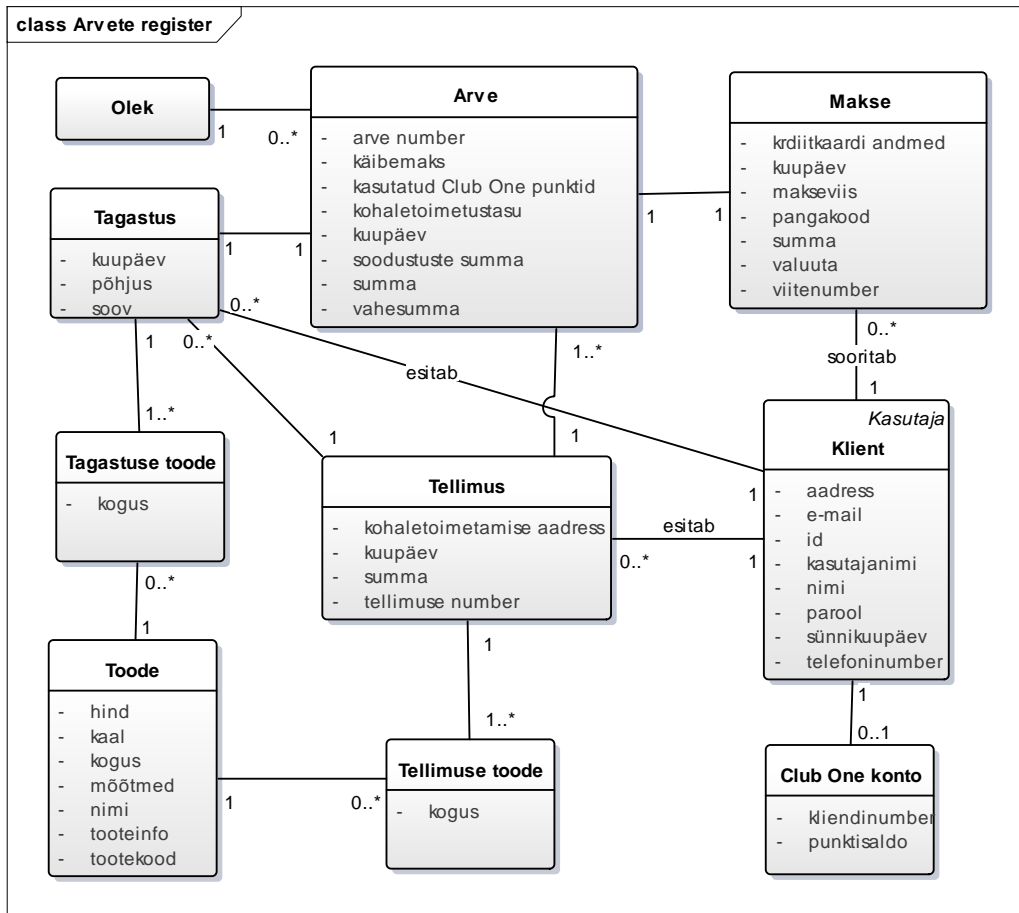 class Arvete register
Olek
1
0..*
Arve
- arve number
- käibemaks
- kasutatud Club One punktid
- kohaletoimetustasu
- kuupäev
- soodustuste summa
- summa
- vahesumma
1
1
Makse
- krdiitkaardi andmed
- kuupäev
- makseviis
- pangakood
- summa
- valuuta
- viitenumber
Tagastus
- kuupäev
- põhjus
- soov
1
1
0..*
1
0..*
esitab
1..*
0..*
sooritab
1
1..*
1
1
Tagastuse toode
- kogus
Tellimus
- kohaletoimetamise aadress
- kuupäev
- summa
- tellimuse number
Kasutaja
Klient
- aadress
- e-mail
- id
- kasutajanimi
- nimi
- parool
- sünnikuupäev
- telefoninumber
1
esitab
0..*
1
0..*
1
Toode
- hind
- kaal
- kogus
- mõõtmed
- nimi
- tooteinfo
- tootekood
1
1..*
1
0..*
Tellimuse toode
- kogus
1
0..1
Club One konto
- kliendinumber
- punktisaldo